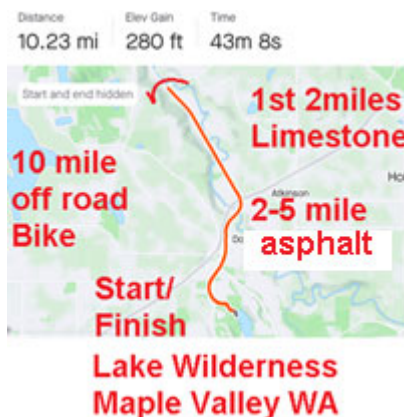 Distance
Elev Gain
Time
10.23 mi
280 ft
43m 8s
Start and end hidden
1st 2miles
Limestone
10 mile
off road
Bike
Atkinson
2-5 mile
asphalt
Start/
Finish
Lake Wilderness
Maple Valley WA